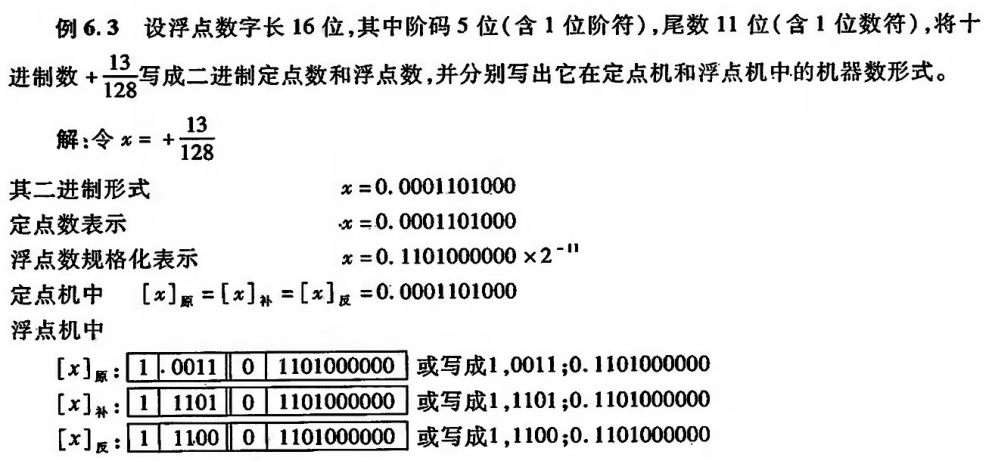 例 6.3 设浮点数字长 16 位,其中阶码 5 位(含 1 位阶符),尾数 11 位(含 1 位数符),将十
进制数 +13/128写成二进制定点数和浮点数,并分别写出它在定点机和浮点机中的机器数形式。
解:令 x = +13/128
其二进制形式 x = 0.0001101000
定点数表示 x = 0.0001101000
浮点数规格化表示 x = 0.1101000000 × 2^-11
定点机中 [x]原 = [x]补 = [x]反 = 0.0001101000
浮点机中
[x]原: 1 0011 0 1101000000 或写成1,0011;0.1101000000
[x]补: 1 1101 0 1101000000 或写成1,1101;0.1101000000
[x]反: 1 1100 0 1101000000 或写成1,1100;0.1101000000